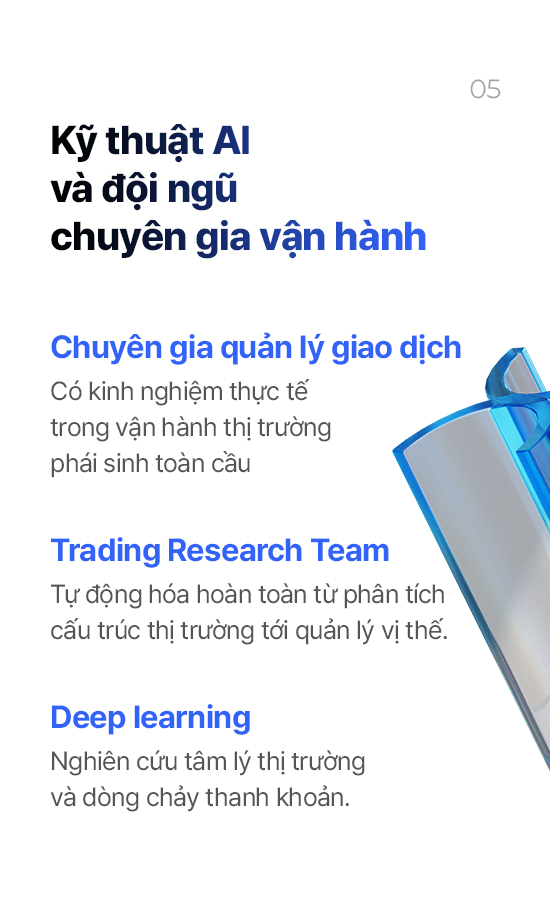 05
Kỹ thuật AI
và đội ngũ
chuyên gia vận hành
Chuyên gia quản lý giao dịch
Có kinh nghiệm thực tế
trong vận hành thị trường
phái sinh toàn cầu
Trading Research Team
Tự động hóa hoàn toàn từ phân tích
cấu trúc thị trường tới quản lý vị thế.
Deep learning
Nghiên cứu tâm lý thị trường
và dòng chảy thanh khoản.